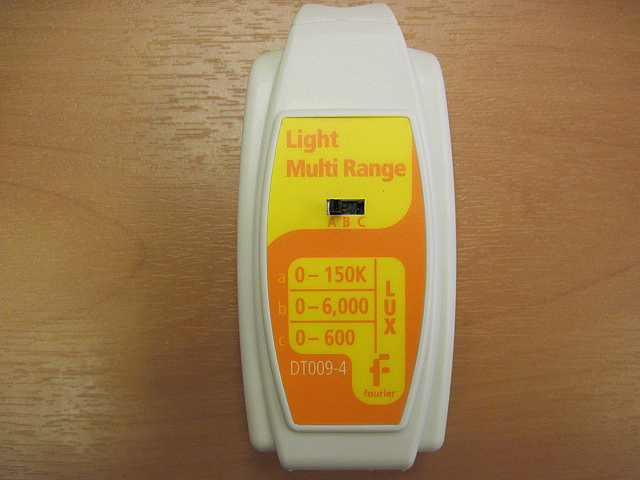 Light
Multi Range
A B C
a 0 – 150K
b 0 – 6,000
c 0 – 600
LUX
DT009-4
fourier